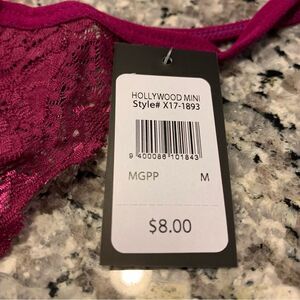 HOLLYWOOD MINI
Style# X17-1893
9 400086 101843
MGPP M
$8.00